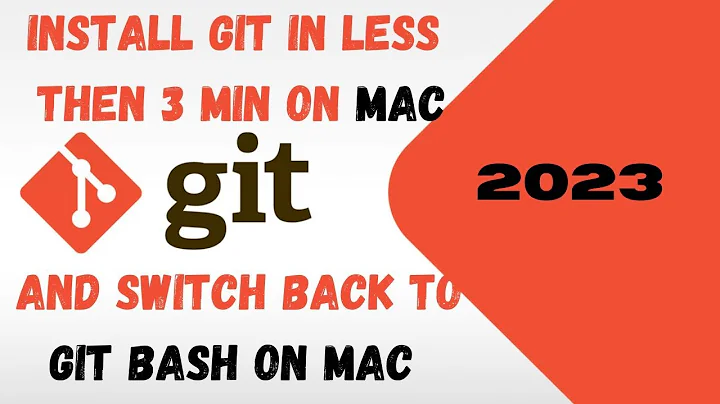 INSTALL GIT IN LESS
THEN 3 MIN ON MAC
git
2023
AND SWITCH BACK TO
GIT BASH ON MAC